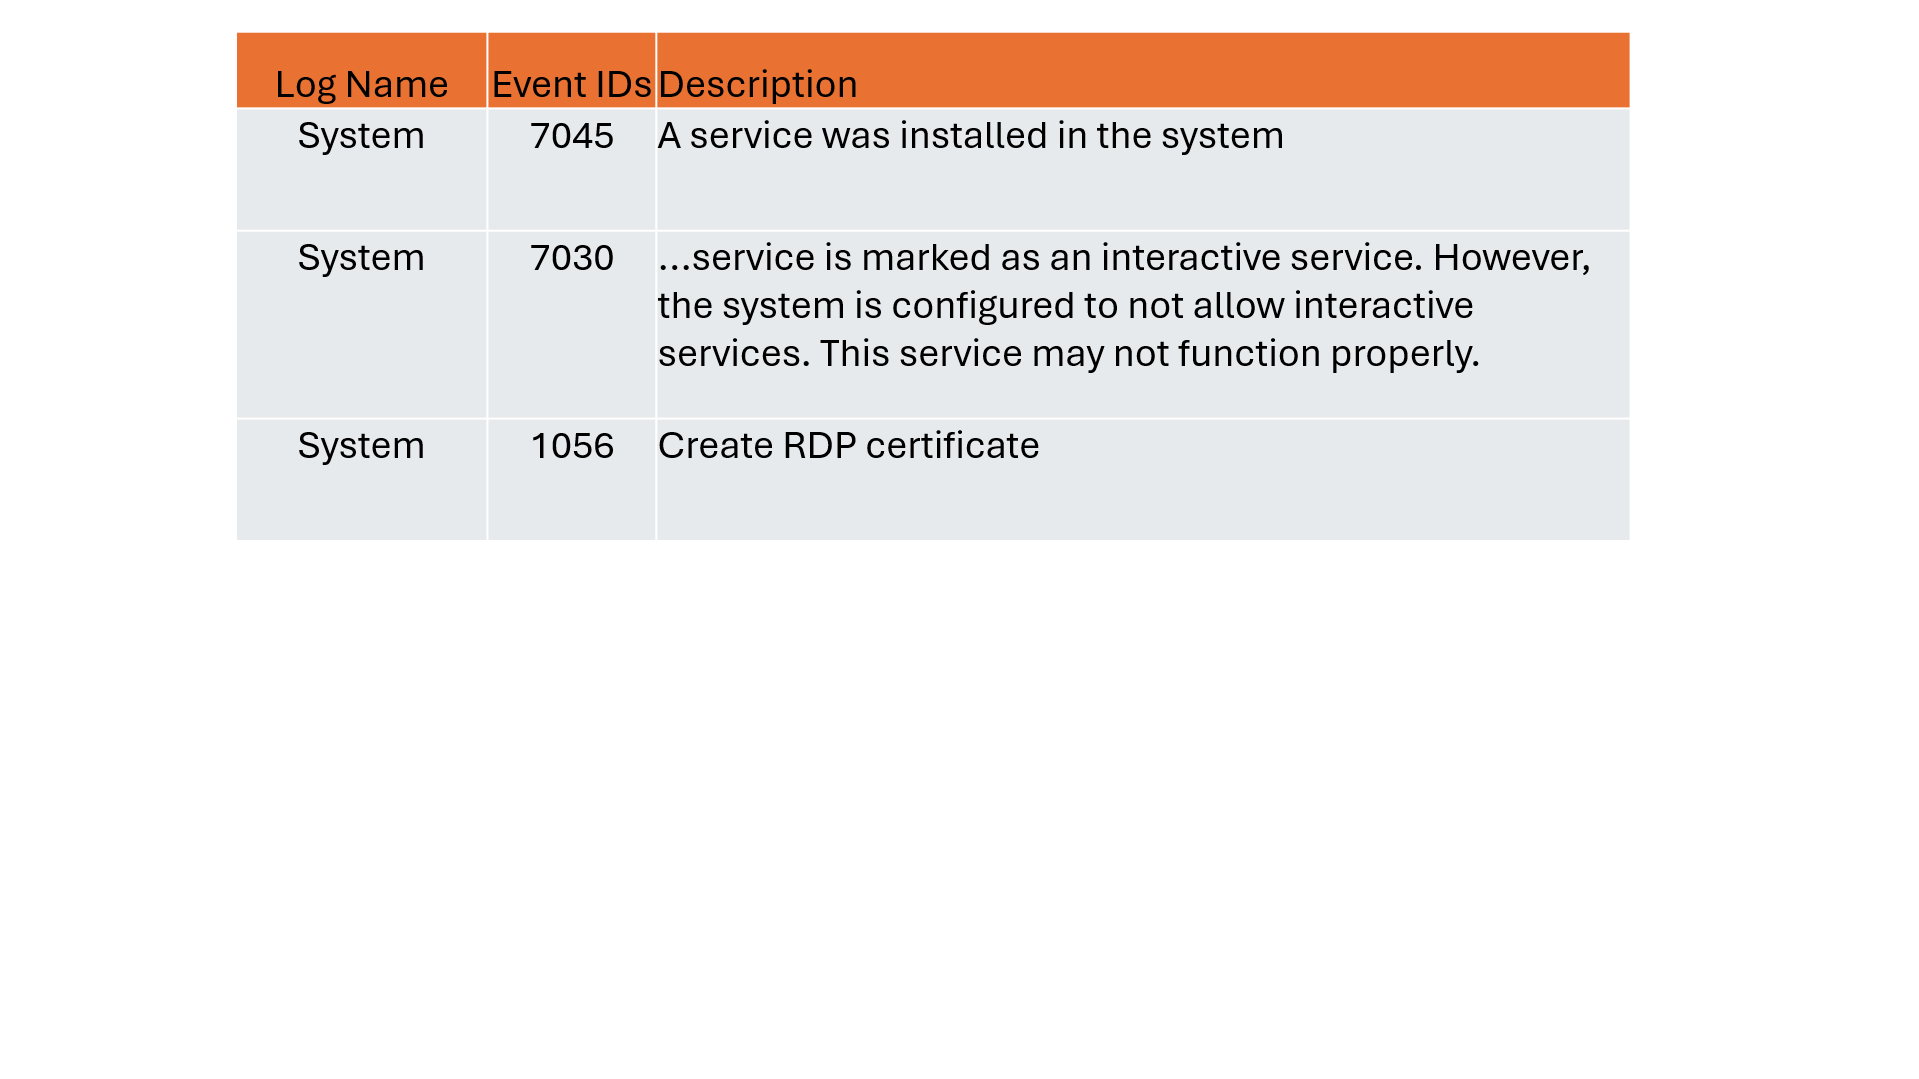 Log Name Event IDs Description
System 7045 A service was installed in the system
System 7030 ...service is marked as an interactive service. However,
the system is configured to not allow interactive
services. This service may not function properly.
System 1056 Create RDP certificate